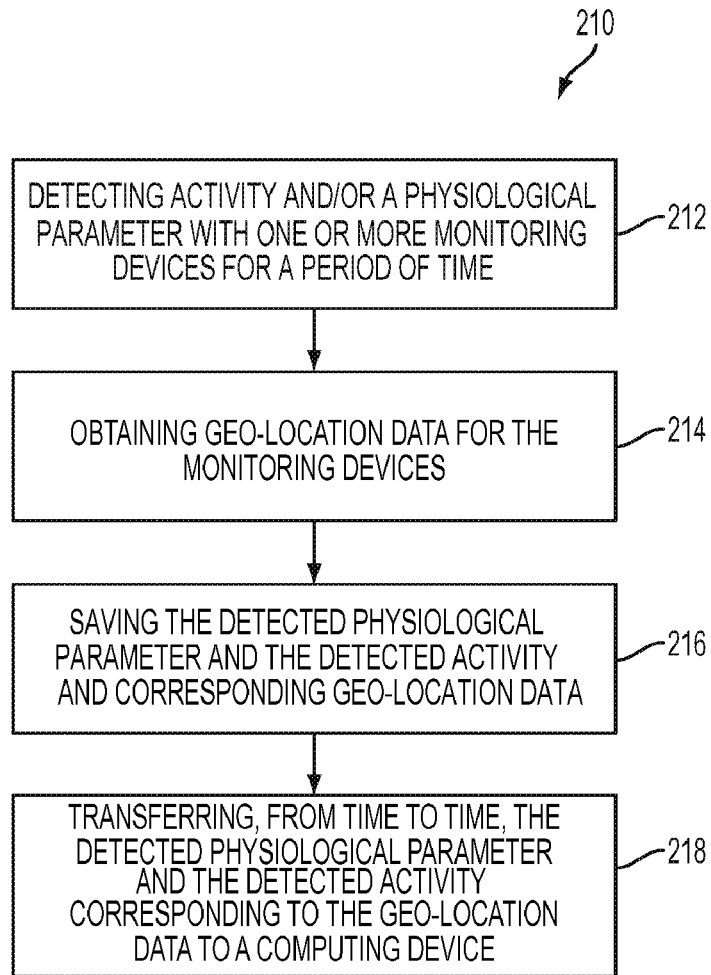 210
DETECTING ACTIVITY AND/OR A PHYSIOLOGICAL
PARAMETER WITH ONE OR MORE MONITORING
DEVICES FOR A PERIOD OF TIME
212
OBTAINING GEO-LOCATION DATA FOR THE
MONITORING DEVICES
214
SAVING THE DETECTED PHYSIOLOGICAL
PARAMETER AND THE DETECTED ACTIVITY
AND CORRESPONDING GEO-LOCATION DATA
216
TRANSFERRING, FROM TIME TO TIME, THE
DETECTED PHYSIOLOGICAL PARAMETER
AND THE DETECTED ACTIVITY
CORRESPONDING TO THE GEO-LOCATION
DATA TO A COMPUTING DEVICE
218